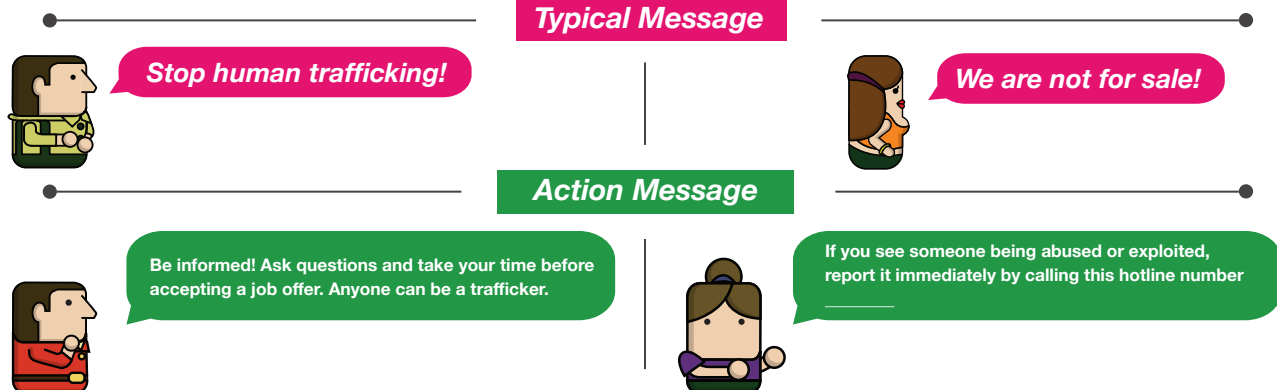 Typical Message
Stop human trafficking!
We are not for sale!
Action Message
Be informed! Ask questions and take your time before
accepting a job offer. Anyone can be a trafficker.
If you see someone being abused or exploited,
report it immediately by calling this hotline number
________